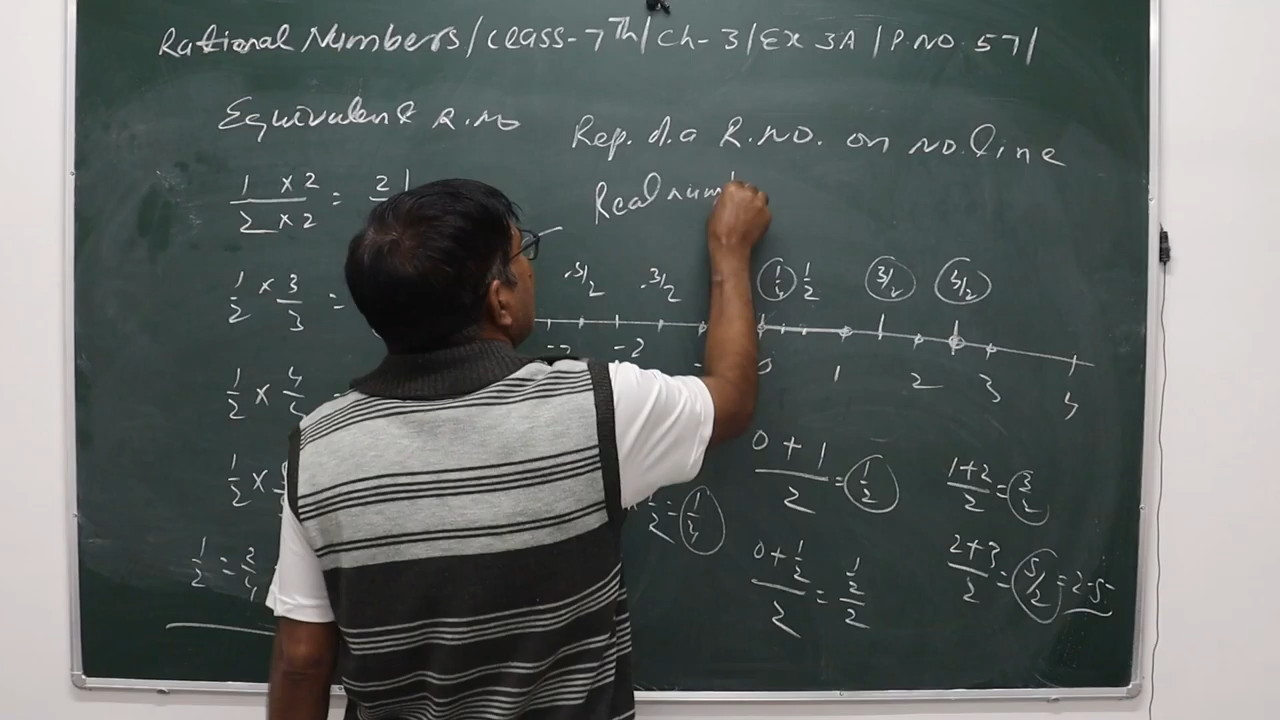 Rational Numbers/Class-7th/Ch-3/Ex 3A/P.NO.57/
Equivalent R.No
1 × 2 / 2 × 2 = 2
1/2 × 3/3 =
1/2 × 4/4
1/2 ×
1/2 = 2/4
Rep. of a R.NO. on NO. line
Real num
-5/2 -3/2 1/4 1/2 3/2 5/2
-3 -2 0 1 2 3 4
0 + 1 / 2 = 1/2
1+2 / 2 = 3/2
1/2 = 1/4
0 + 1/2 / 2 = 1/2 / 2
2+3 / 2 = 5/2 = 2.5